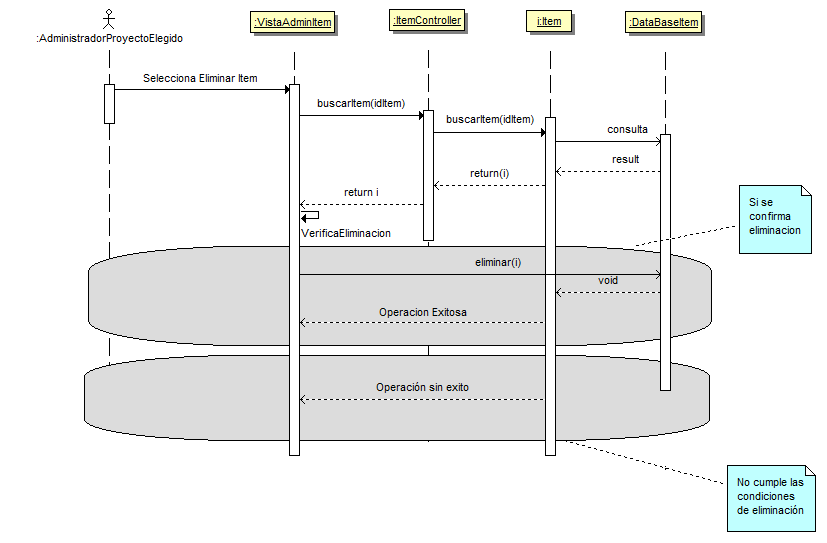 :AdministradorProyectoElegido
:VistaAdminItem
:ItemController
i:Item
:DataBaseItem
Selecciona Eliminar Item
buscarItem(idItem)
buscarItem(idItem)
consulta
result
return(i)
return i
VerificaEliminacion
Si se
confirma
eliminacion
eliminar(i)
void
Operacion Exitosa
Operación sin exito
No cumple las
condiciones
de eliminación